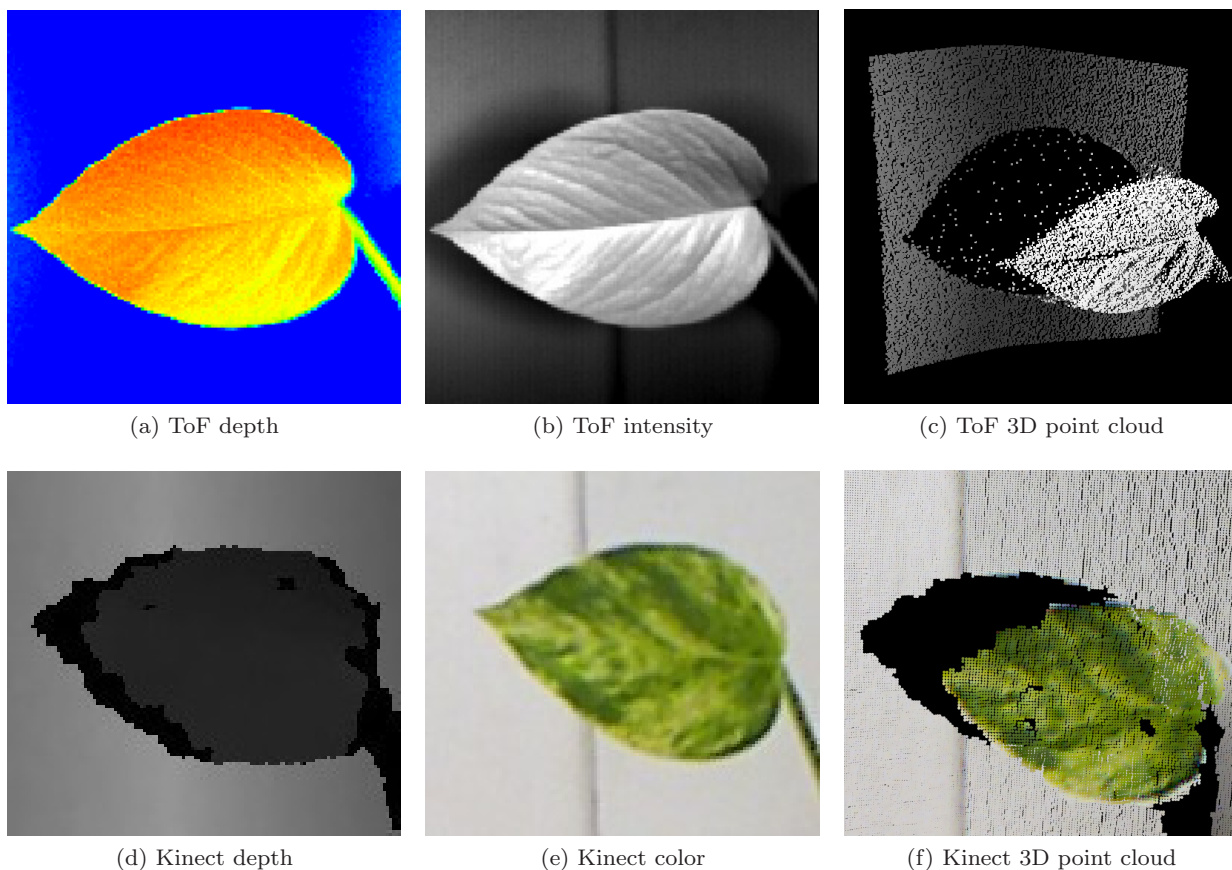 (a) ToF depth
(b) ToF intensity
(c) ToF 3D point cloud
(d) Kinect depth
(e) Kinect color
(f) Kinect 3D point cloud